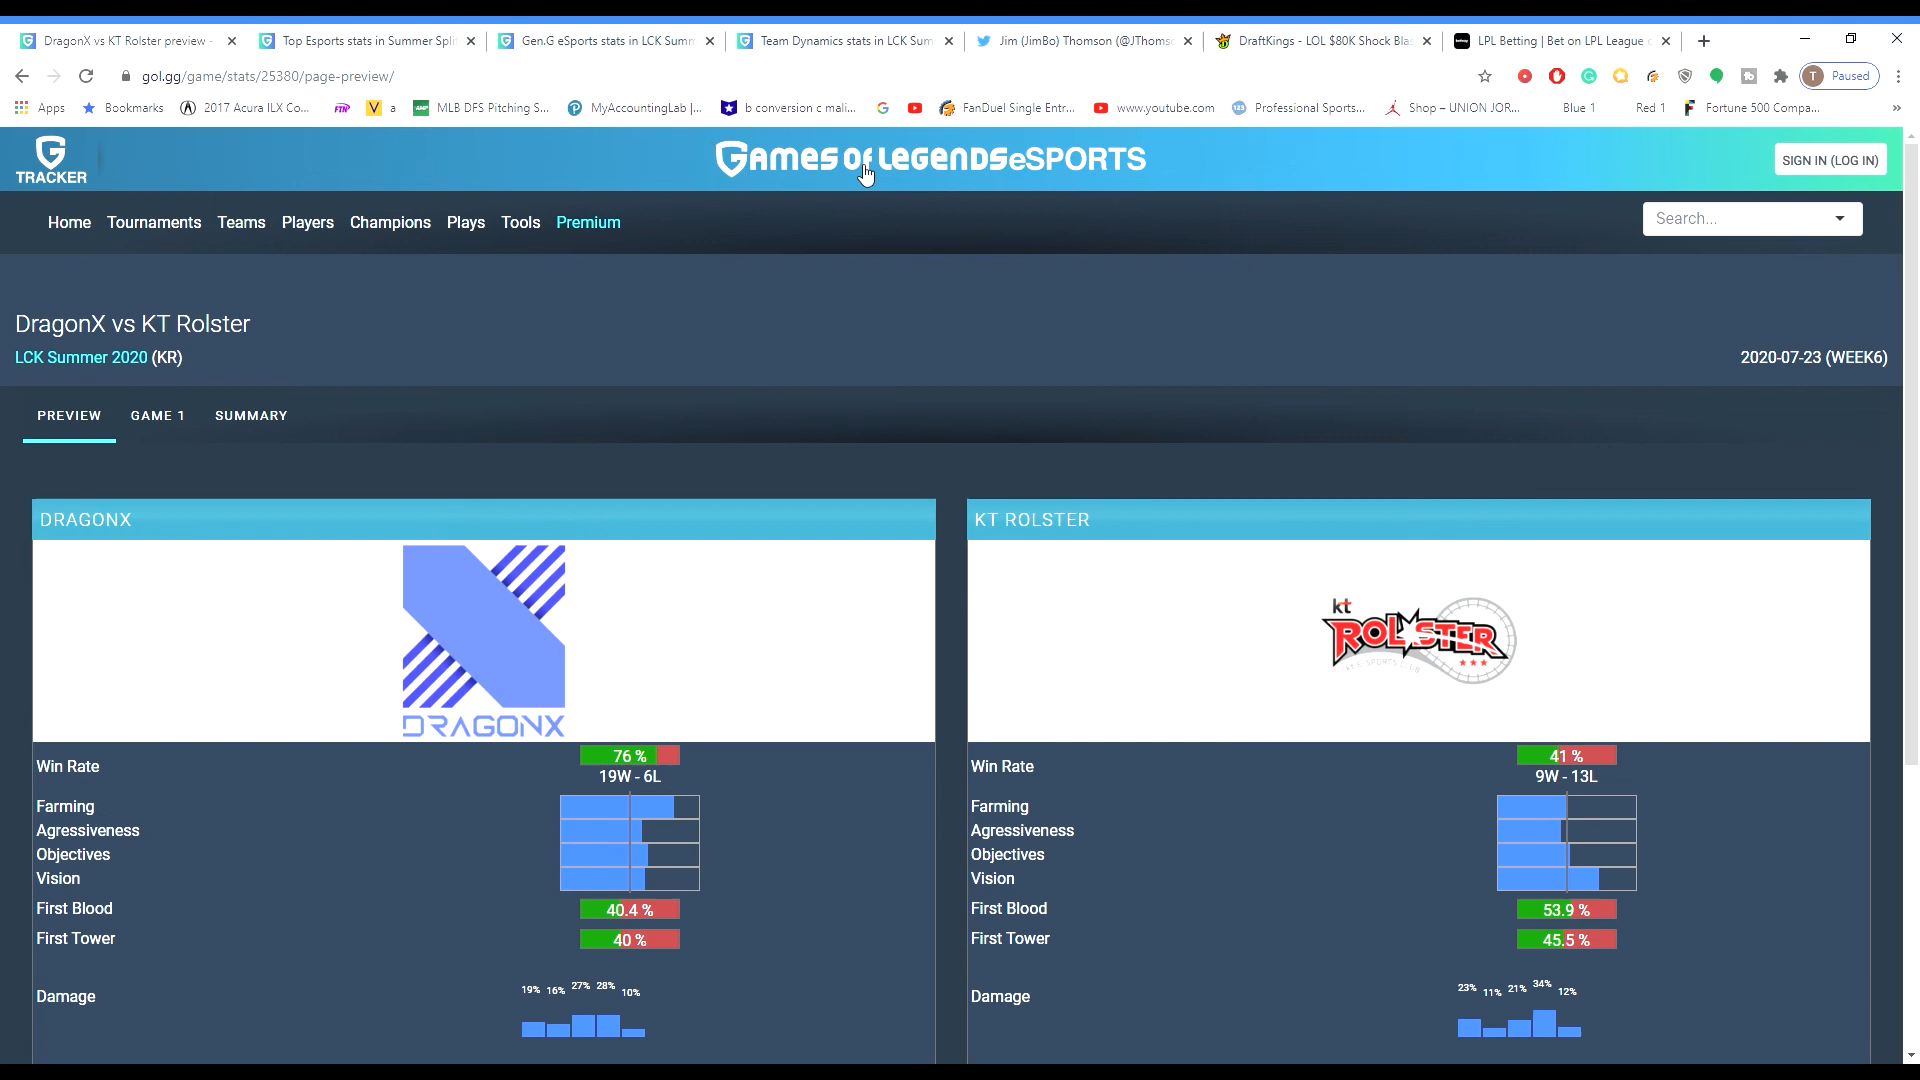 DragonX vs KT Rolster preview -
Top Esports stats in Summer Spli
Gen.G eSports stats in LCK Summ
Team Dynamics stats in LCK Sum
Jim (JimBo) Thomson (@JThoms
DraftKings - LOL $80K Shock Bla
LPL Betting | Bet on LPL League
gol.gg/game/stats/25380/page-preview/
T Paused
Apps
Bookmarks
2017 Acura ILX Co...
FTN
a
MLB DFS Pitching S...
MyAccountingLab |...
b conversion c mali...
FanDuel Single Entr...
www.youtube.com
Professional Sports...
Shop – UNION JOR...
Blue 1
Red 1
Fortune 500 Compa...
G
TRACKER
GAMES OF LEGENDS eSPORTS
SIGN IN (LOG IN)
Home Tournaments Teams Players Champions Plays Tools Premium
Search...
DragonX vs KT Rolster
LCK Summer 2020 (KR)
2020-07-23 (WEEK6)
PREVIEW GAME 1 SUMMARY
DRAGONX
DRAGONX
Win Rate
76 %
19W - 6L
Farming
Agressiveness
Objectives
Vision
First Blood
40.4 %
First Tower
40 %
Damage
19% 16% 27% 28% 10%
KT ROLSTER
kt
ROLSTER
Win Rate
41 %
9W - 13L
Farming
Agressiveness
Objectives
Vision
First Blood
53.9 %
First Tower
45.5 %
Damage
23% 11% 21% 34% 12%